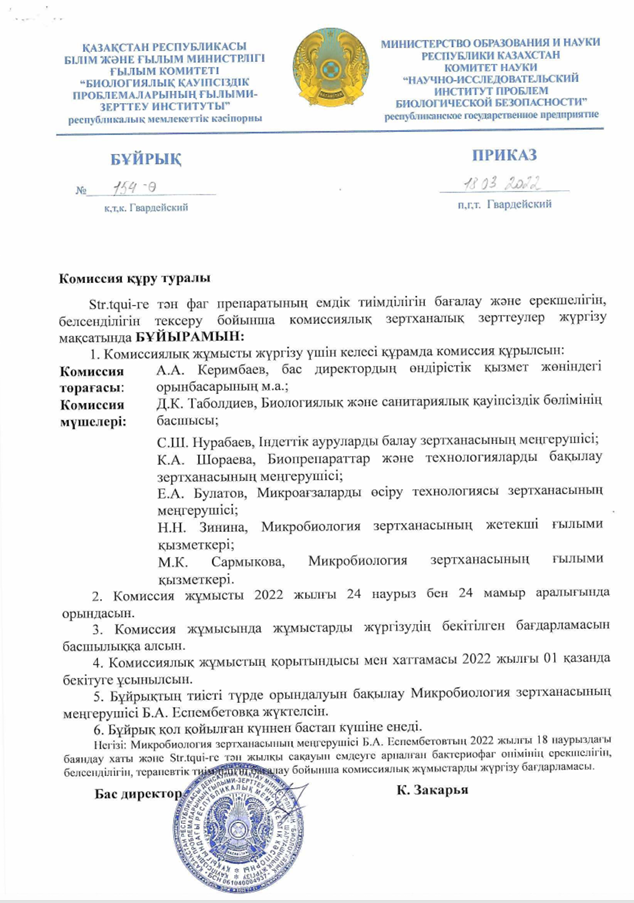 ҚАЗАҚСТАН РЕСПУБЛИКАСЫ
БІЛІМ ЖӘНЕ ҒЫЛЫМ МИНИСТРЛІГІ
ҒЫЛЫМ КОМИТЕТІ
“БИОЛОГИЯЛЫҚ ҚАУІПСІЗДІК
ПРОБЛЕМАЛАРЫНЫҢ ҒЫЛЫМИ-
ЗЕРТТЕУ ИНСТИТУТЫ”
республикалық мемлекеттік кәсіпорны
МИНИСТЕРСТВО ОБРАЗОВАНИЯ И НАУКИ
РЕСПУБЛИКИ КАЗАХСТАН
КОМИТЕТ НАУКИ
“НАУЧНО-ИССЛЕДОВАТЕЛЬСКИЙ
ИНСТИТУТ ПРОБЛЕМ
БИОЛОГИЧЕСКОЙ БЕЗОПАСНОСТИ”
республиканское государственное предприятие
БҰЙРЫҚ
№ 154-Ө
к,т,к. Гвардейский
ПРИКАЗ
18 03 2022
п,г,т. Гвардейский
Комиссия құру туралы
Str.tqui-ге тән фаг препаратының емдік тиімділігін бағалау және ерекшелігін,
белсенділігін тексеру бойынша комиссиялық зертханалық зерттеулер жүргізу
мақсатында БҰЙЫРАМЫН:
1. Комиссиялық жұмысты жүргізу үшін келесі құрамда комиссия құрылсын:
Комиссия А.А. Керимбаев, бас директордың өндірістік қызмет жөніндегі
төрағасы: орынбасарының м.а.;
Комиссия Д.К. Таболдиев, Биологиялық және санитариялық қауіпсіздік бөлімінің
мүшелері: басшысы;
С.Ш. Нурабаев, Індеттік ауруларды балау зертханасының меңгерушісі;
К.А. Шораева, Биопрепараттар және технологияларды бақылау
зертханасының меңгерушісі;
Е.А. Булатов, Микроағзаларды өсіру технологиясы зертханасының
меңгерушісі;
Н.Н. Зинина, Микробиология зертханасының жетекші ғылыми
қызметкері;
М.К. Сармыкова, Микробиология зертханасының ғылыми
қызметкері.
2. Комиссия жұмысты 2022 жылғы 24 наурыз бен 24 мамыр аралығында
орындасын.
3. Комиссия жұмысында жұмыстарды жүргізудің бекітілген бағдарламасын
басшылыққа алсын.
4. Комиссиялық жұмыстың қорытындысы мен хаттамасы 2022 жылғы 01 қазанда
бекітуге ұсынылсын.
5. Бұйрықтың тиісті түрде орындалуын бақылау Микробиология зертханасының
меңгерушісі Б.А. Еспембетовқа жүктелсін.
6. Бұйрық қол қойылған күннен бастап күшіне енеді.
Негізі: Микробиология зертханасының меңгерушісі Б.А. Еспембетовтың 2022 жылғы 18 наурыздағы
баяндау хаты және Str.tqui-ге тән жылқы сақауын емдеуге арналған бактериофаг өнімінің ерекшелігін,
белсенділігін, терапевтік тиімділігін бағалау бойынша комиссиялық жұмыстарды жүргізу бағдарламасы.
Бас директор К. Закарья